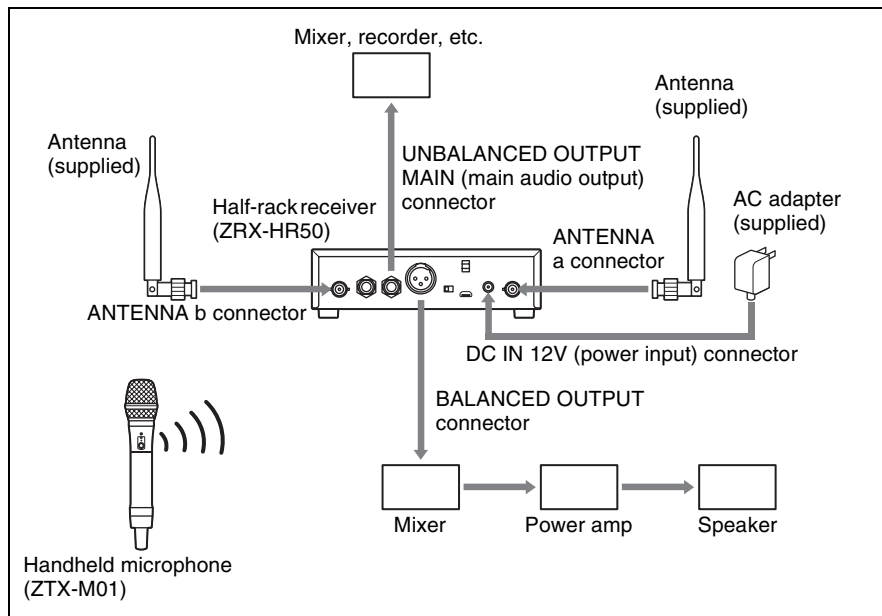 Mixer, recorder, etc.
Antenna
(supplied)
Antenna
(supplied)
UNBALANCED OUTPUT
MAIN (main audio output)
connector
Half-rack receiver
(ZRX-HR50)
AC adapter
(supplied)
ANTENNA
a connector
ANTENNA b connector
DC IN 12V (power input) connector
BALANCED OUTPUT
connector
Mixer
Power amp
Speaker
Handheld microphone
(ZTX-M01)